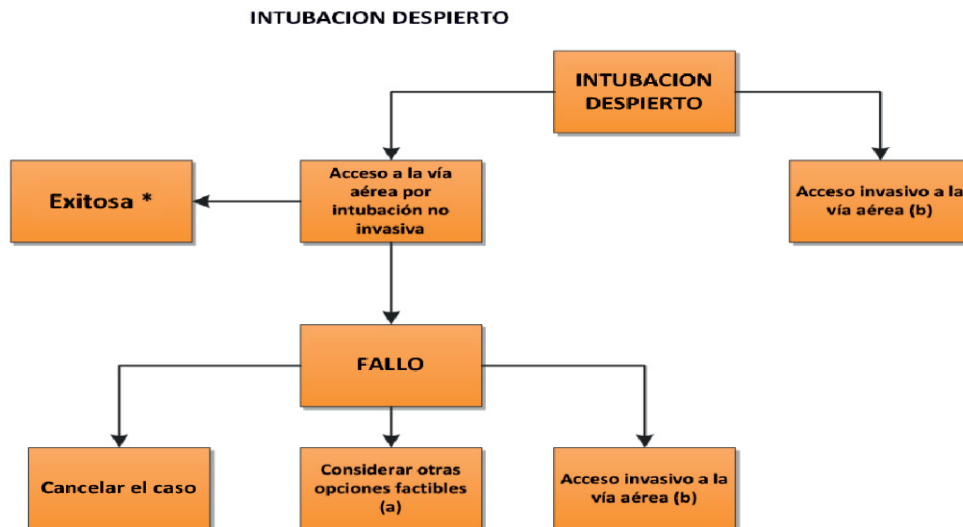 INTUBACION DESPIERTO
INTUBACION
DESPIERTO
Exitosa *
Acceso a la vía
aérea por
intubación no
invasiva
Acceso invasivo a la
vía aérea (b)
FALLO
Cancelar el caso
Considerar otras
opciones factibles
(a)
Acceso invasivo a la
vía aérea (b)